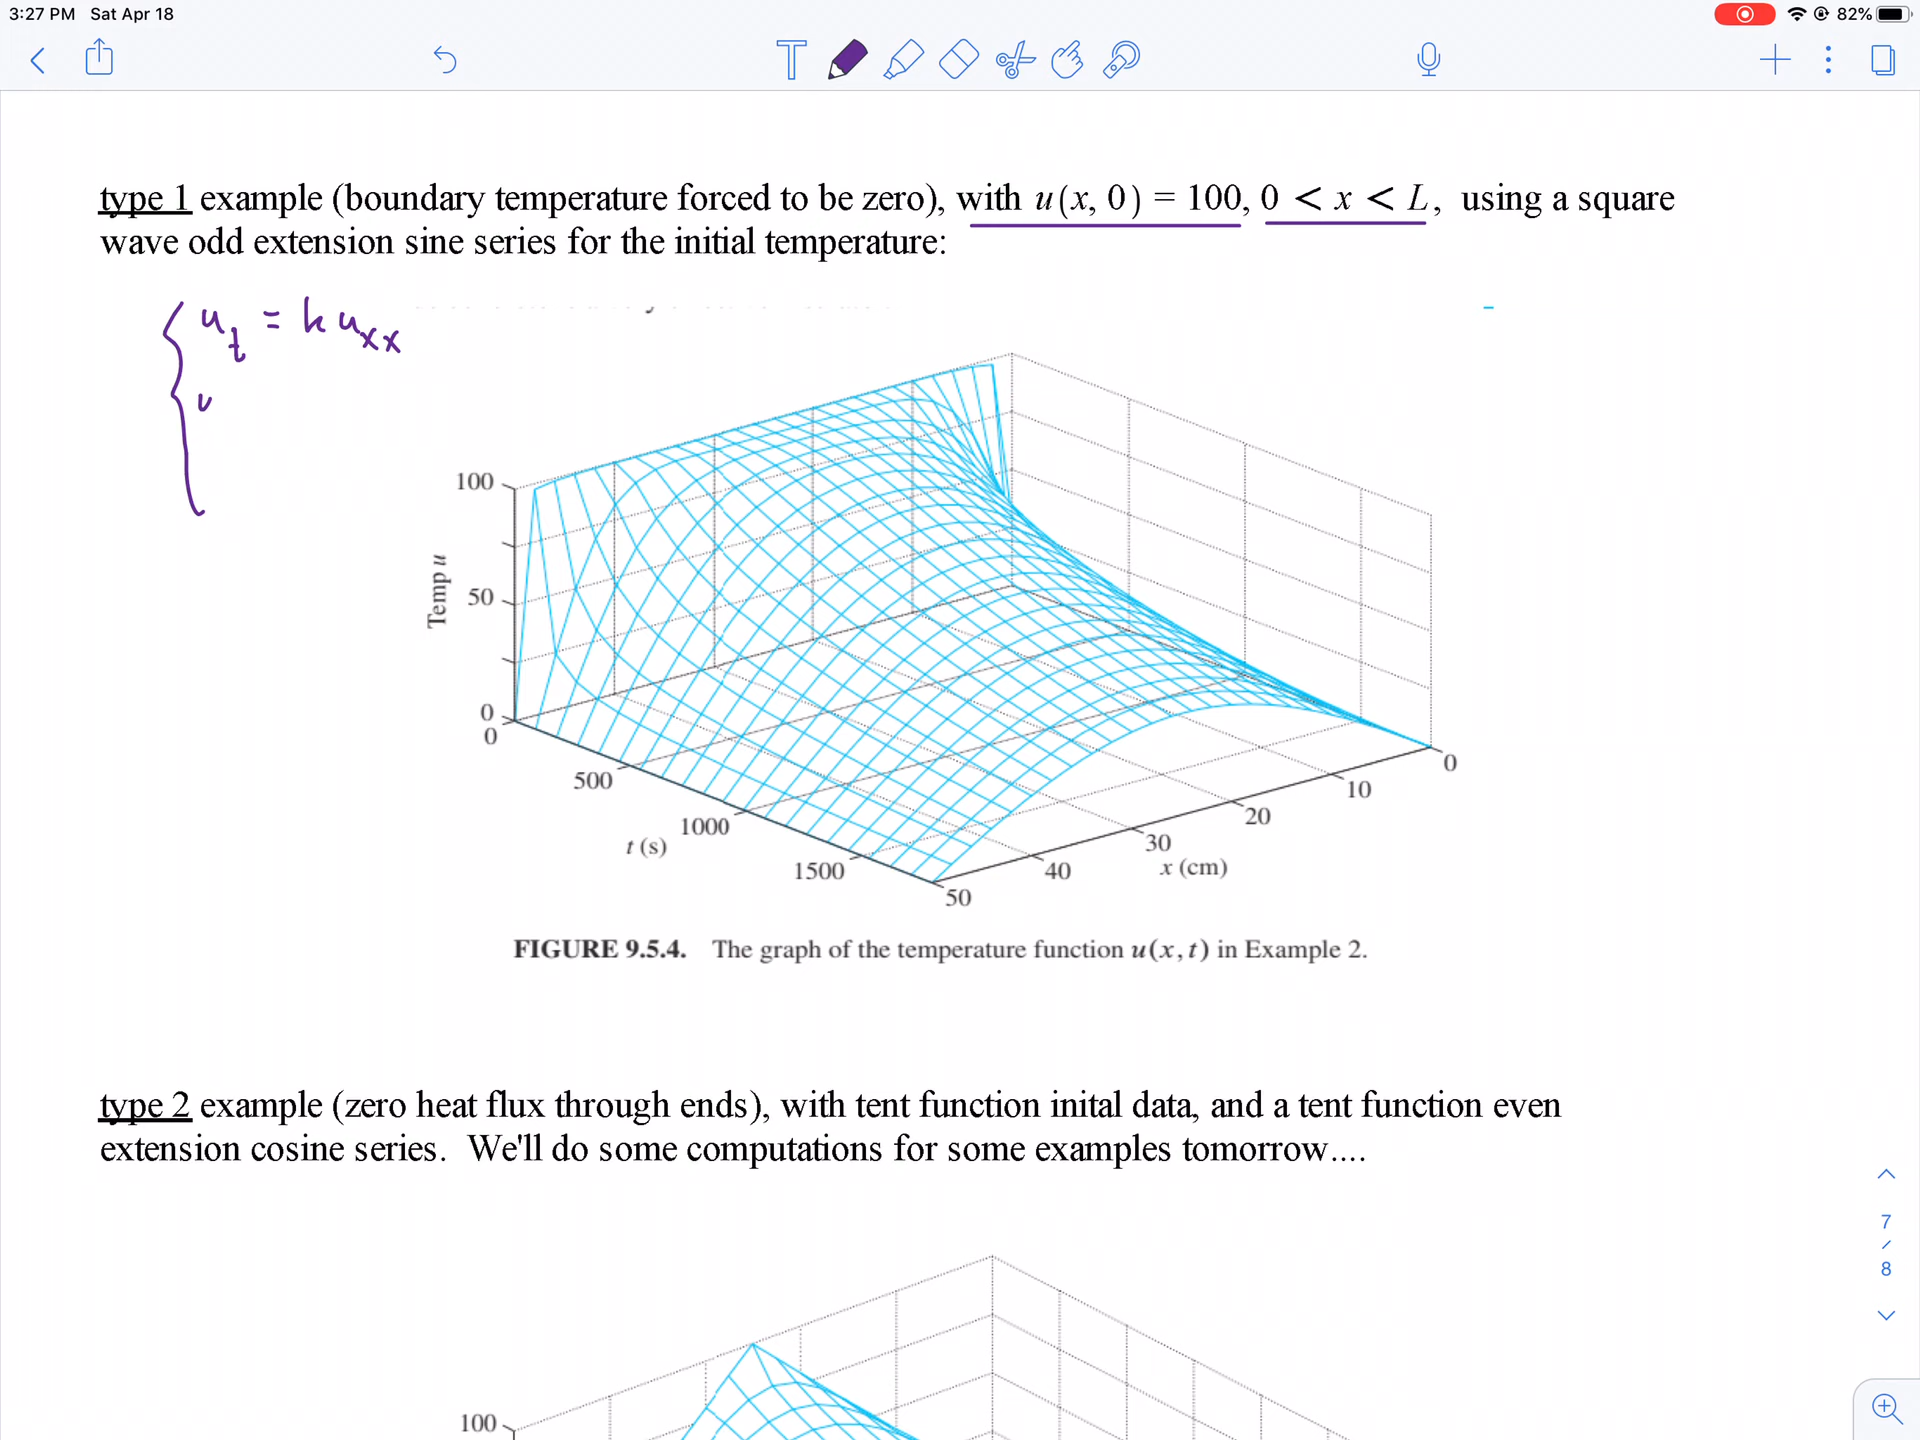 3:27 PM Sat Apr 18
82%
type 1 example (boundary temperature forced to be zero), with u(x, 0) = 100, 0 < x < L, using a square
wave odd extension sine series for the initial temperature:
u_t = k u_xx
u
100
50
0
Temp u
0
500
1000
1500
t (s)
0
10
20
30
40
50
x (cm)
FIGURE 9.5.4. The graph of the temperature function u(x, t) in Example 2.
type 2 example (zero heat flux through ends), with tent function inital data, and a tent function even
extension cosine series. We'll do some computations for some examples tomorrow....
7
/
8
100